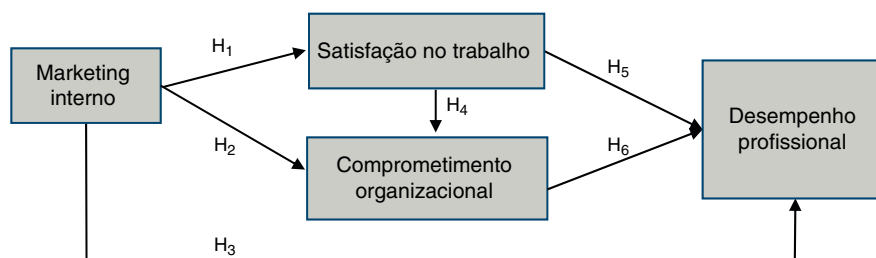 H₁
Satisfação no trabalho
Marketing
interno
H₅
H₄
Desempenho
profissional
H₂
Comprometimento
organizacional
H₆
H₃